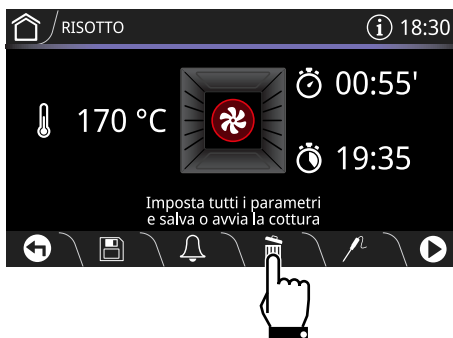 RISOTTO
18:30
170 °C
00:55'
19:35
Imposta tutti i parametri
e salva o avvia la cottura